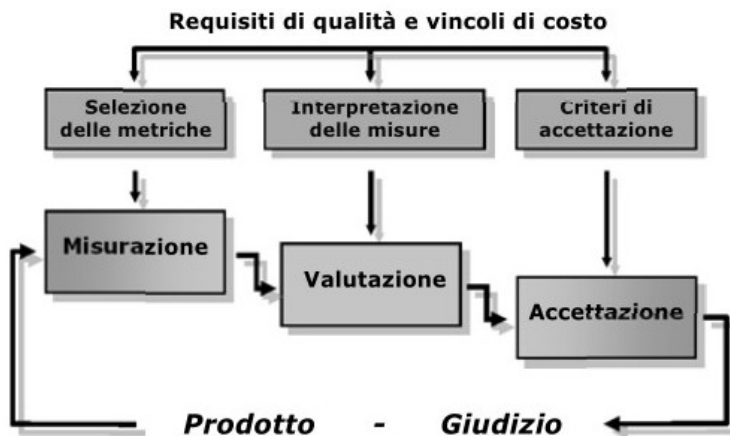 Requisiti di qualità e vincoli di costo
Selezione
delle metriche
Interpretazione
delle misure
Criteri di
accettazione
Misurazione
Valutazione
Accettazione
Prodotto - Giudizio